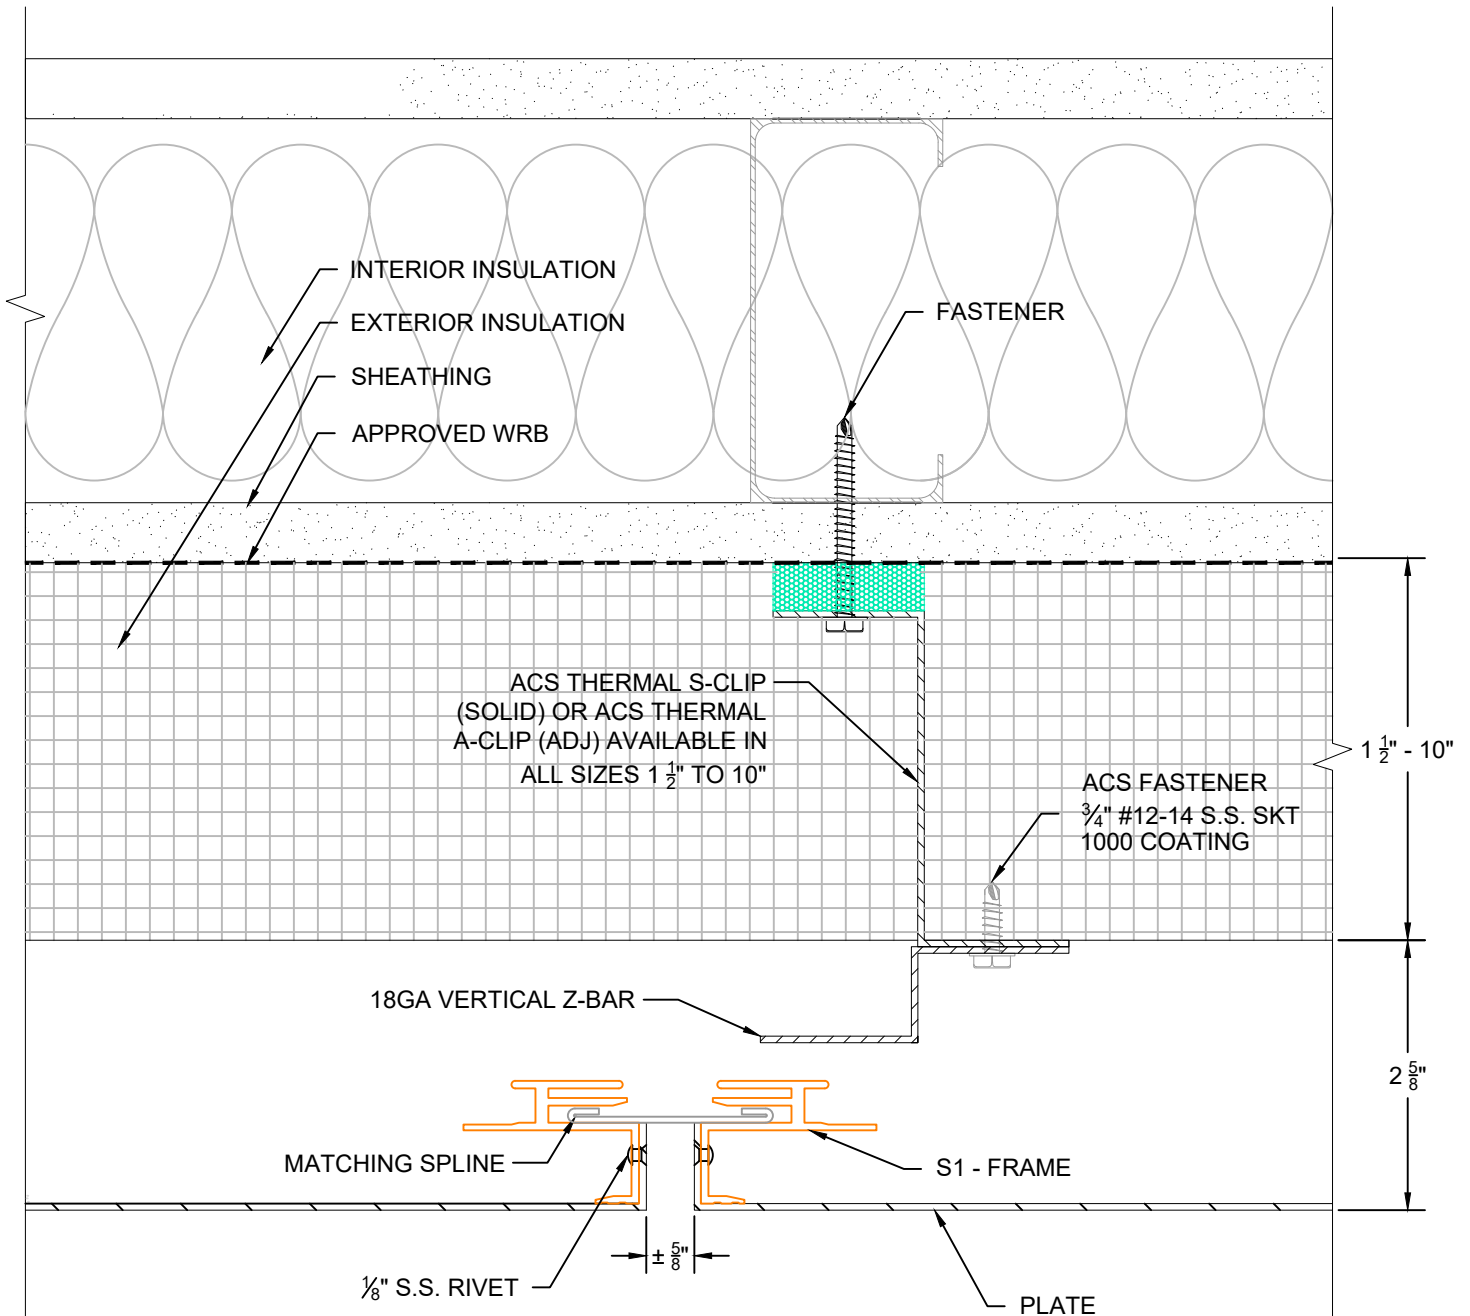 INTERIOR INSULATION
EXTERIOR INSULATION
SHEATHING
APPROVED WRB
FASTENER
ACS THERMAL S-CLIP
(SOLID) OR ACS THERMAL
A-CLIP (ADJ) AVAILABLE IN
ALL SIZES 1 1/2" TO 10"
1 1/2" - 10"
ACS FASTENER
3/4" #12-14 S.S. SKT
1000 COATING
18GA VERTICAL Z-BAR
2 5/8"
MATCHING SPLINE
S1 - FRAME
± 5/8"
1/8" S.S. RIVET
PLATE